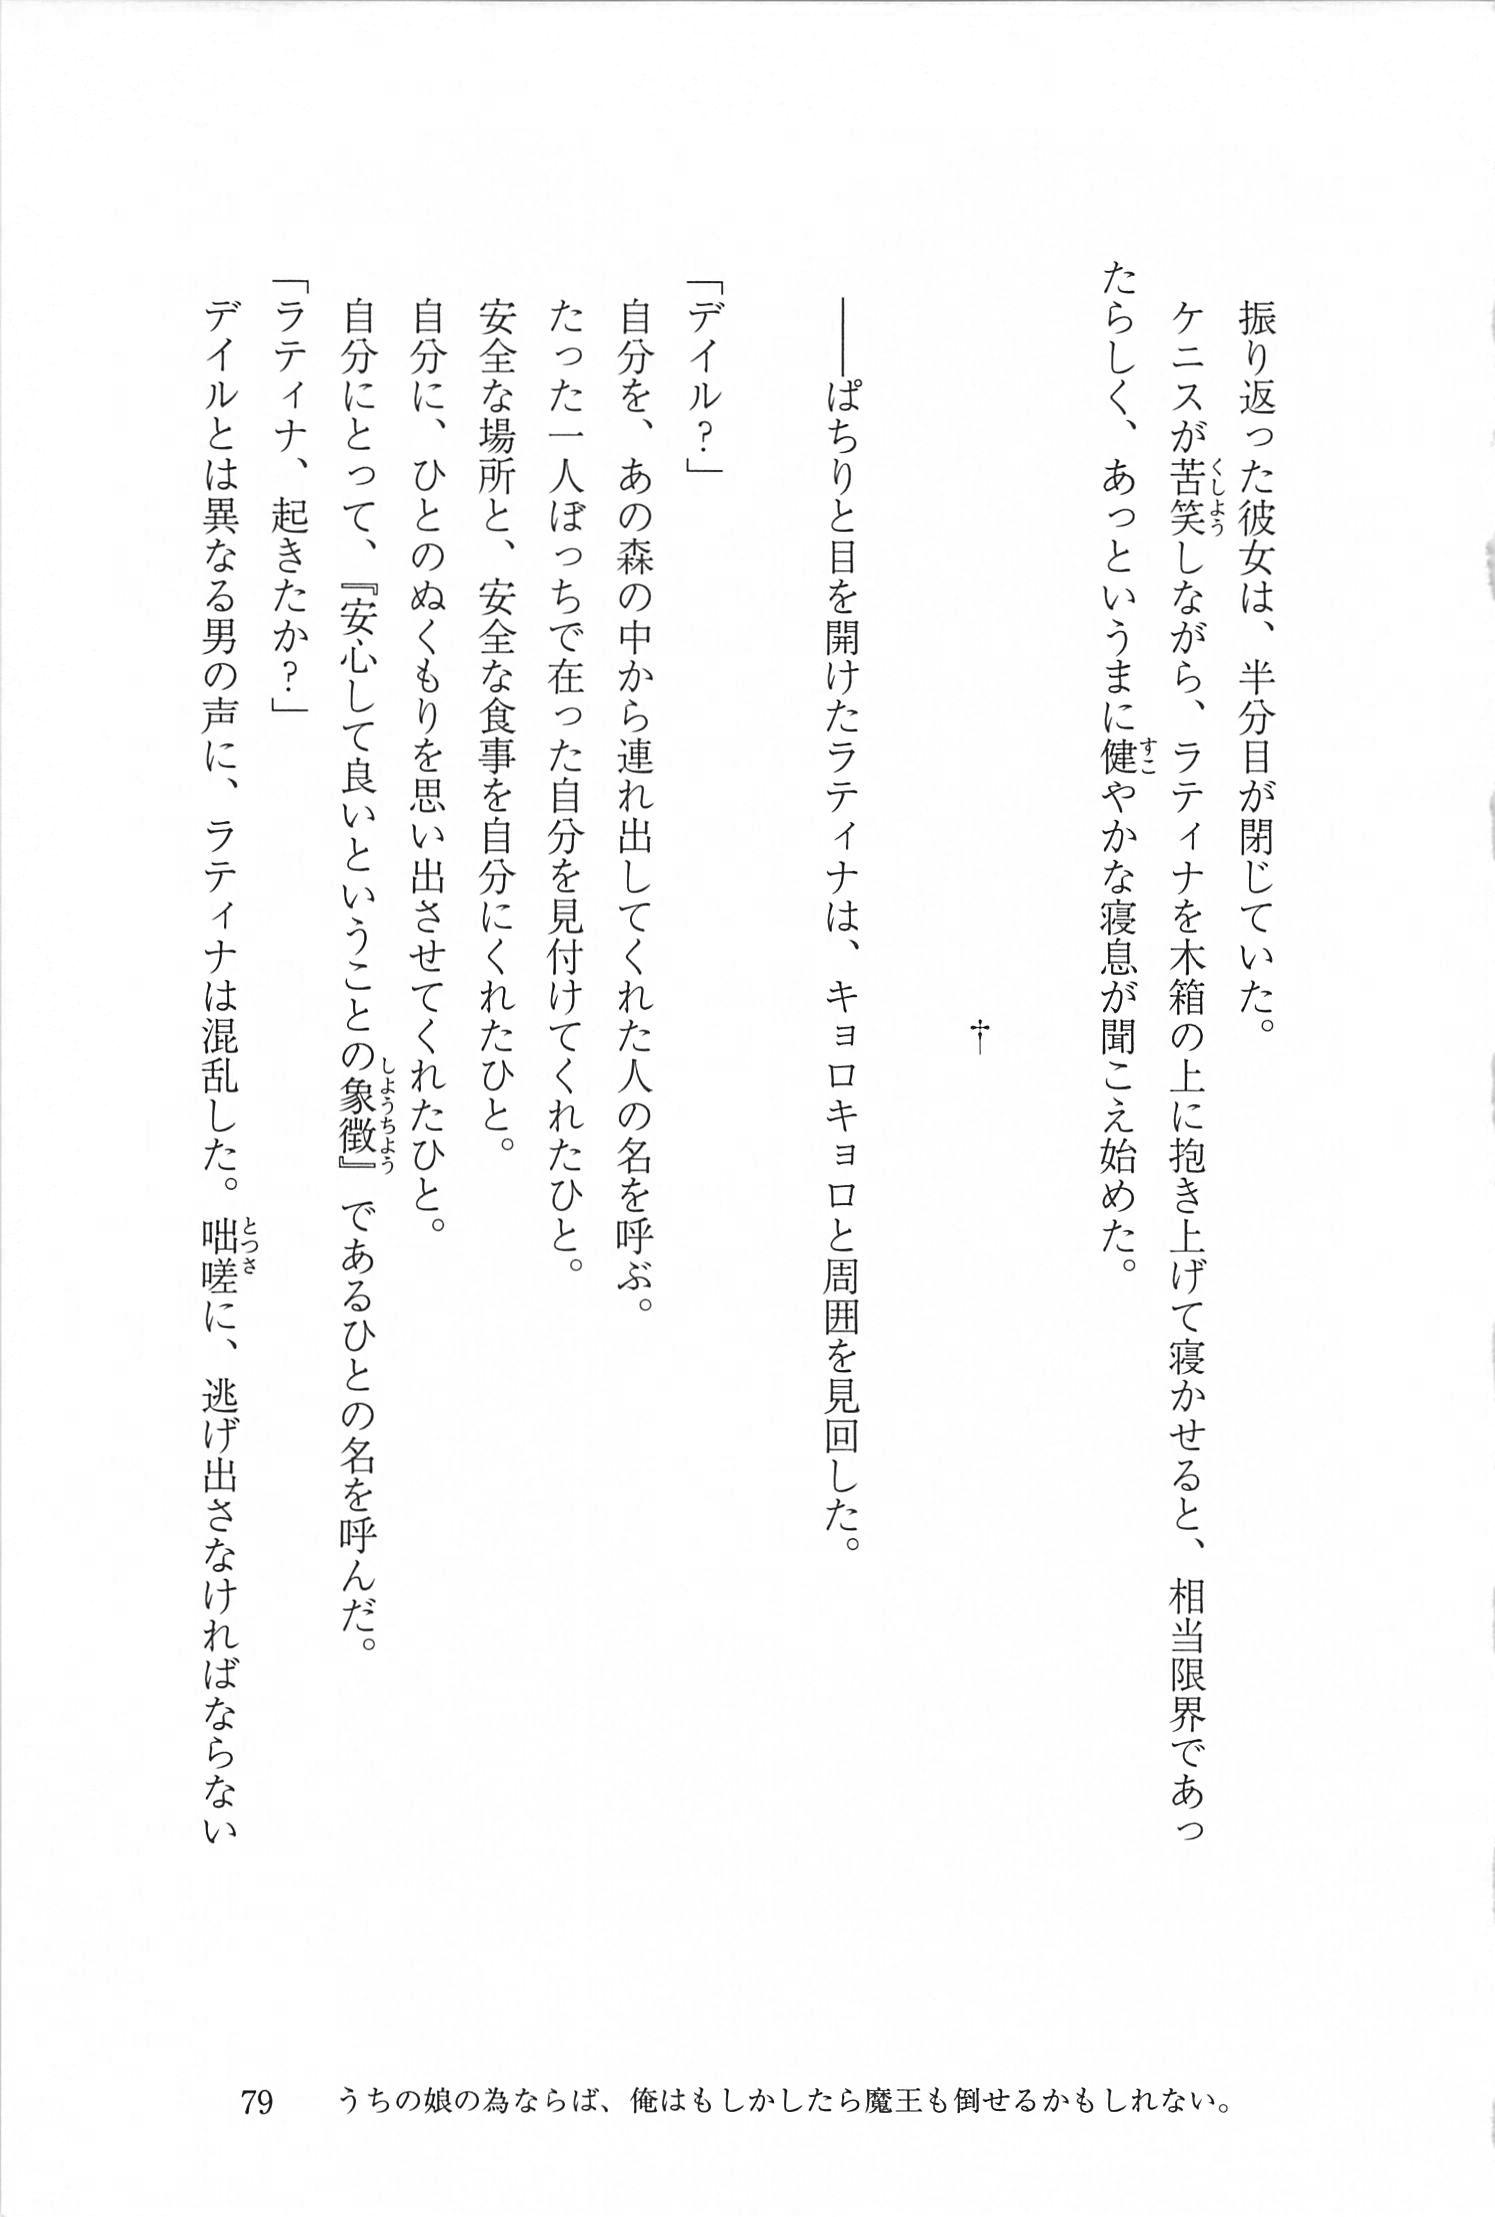 振り返った彼女は、半分目が閉じていた。
ケニスが苦笑しながら、ラティナを木箱の上に抱き上げて寝かせると、相当限界であっ
たらしく、あっというまに健やかな寝息が聞こえ始めた。
†
――ぱちりと目を開けたラティナは、キョロキョロと周囲を見回した。
「デイル？」
自分を、あの森の中から連れ出してくれた人の名を呼ぶ。
たった一人ぼっちで在った自分を見付けてくれたひと。
安全な場所と、安全な食事を自分にくれたひと。
自分に、ひとのぬくもりを思い出させてくれたひと。
自分にとって、『安心して良いということの象徴』であるひとの名を呼んだ。
「ラティナ、起きたか？」
デイルとは異なる男の声に、ラティナは混乱した。咄嗟に、逃げ出さなければならない
79 うちの娘の為ならば、俺はもしかしたら魔王も倒せるかもしれない。